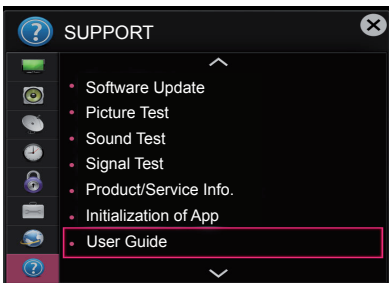 SUPPORT
Software Update
Picture Test
Sound Test
Signal Test
Product/Service Info.
Initialization of App
User Guide